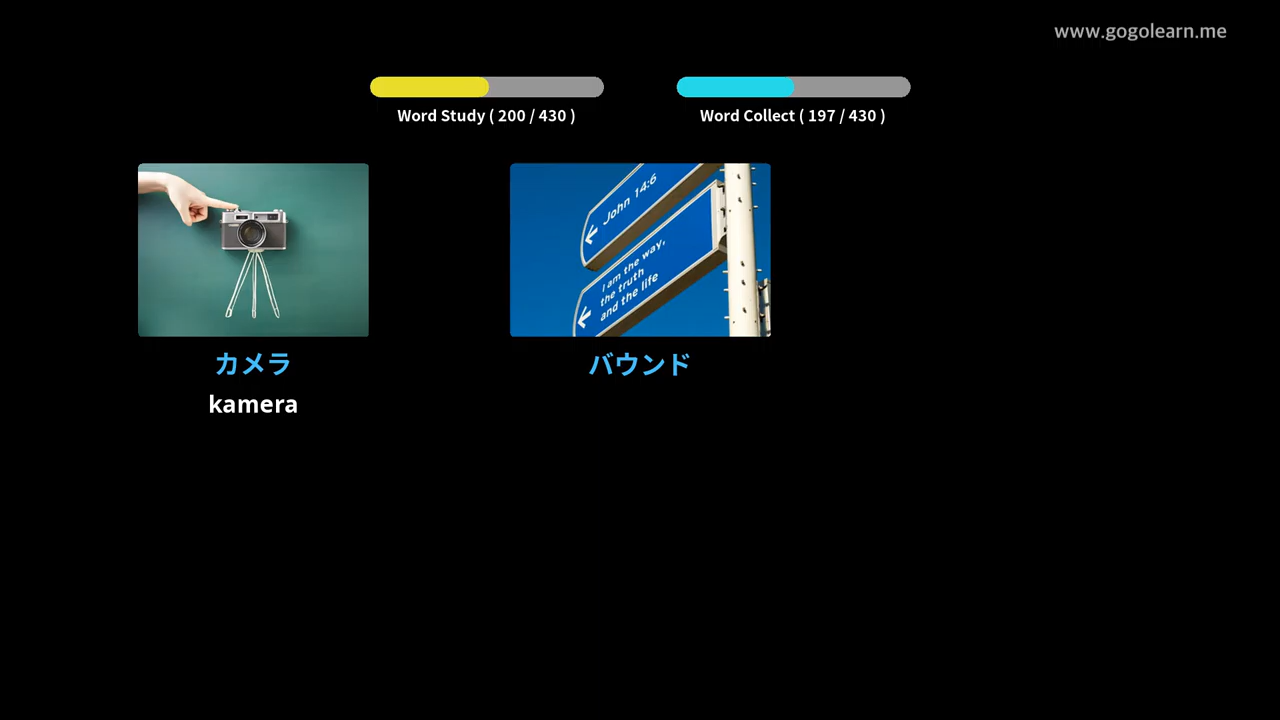 www.gogolearn.me
Word Study ( 200 / 430 )
Word Collect ( 197 / 430 )
John 14:6
I am the way,
the truth
and the life
カメラ
バウンド
kamera